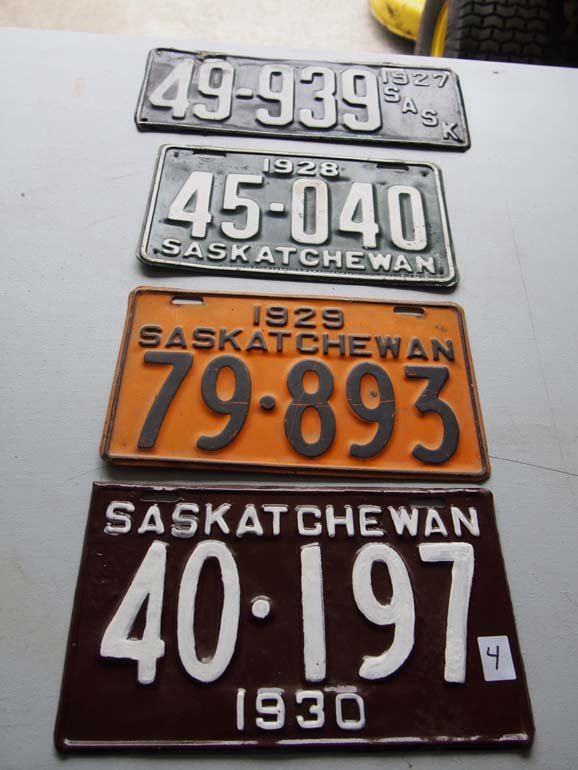 49-939 1927
SASK
1928
45-040
SASKATCHEWAN
1929
SASKATCHEWAN
79·893
SASKATCHEWAN
40·197
4
1930